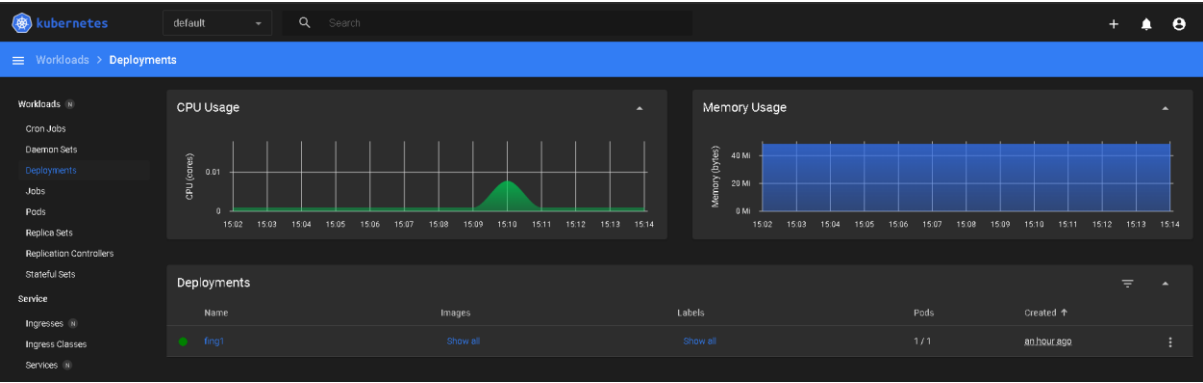 kubernetes
default
Search
Workloads > Deployments
Workloads N
Cron Jobs
Daemon Sets
Deployments
Jobs
Pods
Replica Sets
Replication Controllers
Stateful Sets
Service
Ingresses N
Ingress Classes
Services N
CPU Usage
CPU (cores)
0.01
0
15:02 15:03 15:04 15:05 15:06 15:07 15:08 15:09 15:10 15:11 15:12 15:13 15:14
Memory Usage
Memory (bytes)
40 Mi
20 Mi
0 Mi
15:02 15:03 15:04 15:05 15:06 15:07 15:08 15:09 15:10 15:11 15:12 15:13 15:14
Deployments
Name Images Labels Pods Created ↑
fing1 Show all Show all 1 / 1 an hour ago